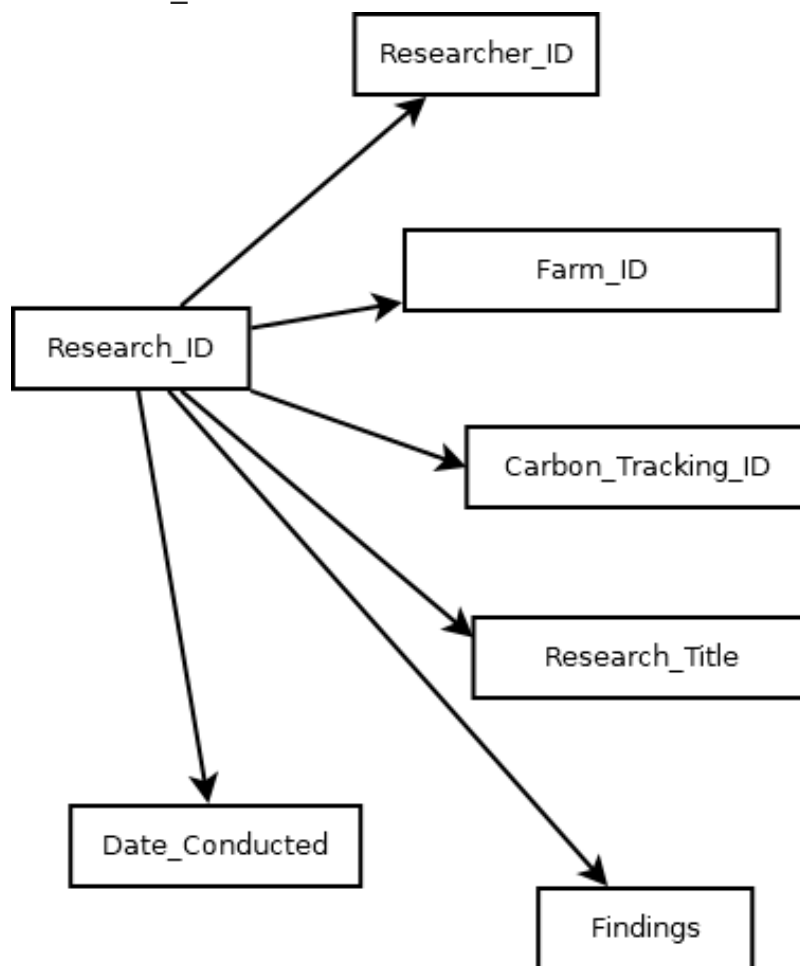 Researcher_ID
Farm_ID
Research_ID
Carbon_Tracking_ID
Research_Title
Date_Conducted
Findings